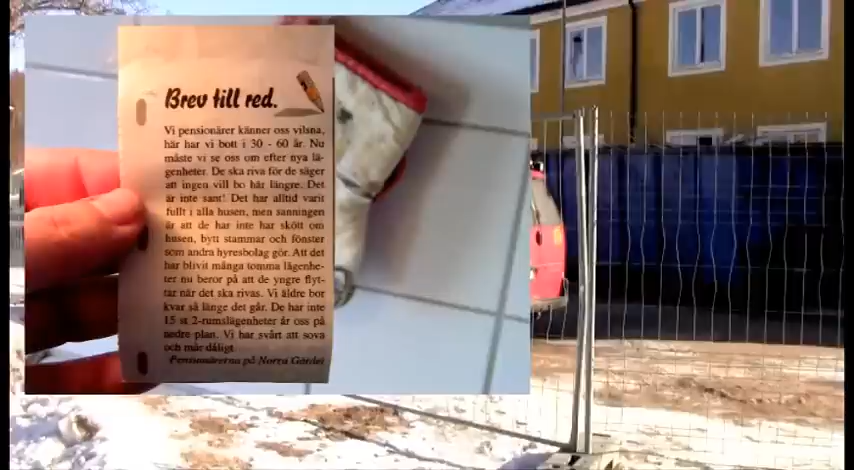 Brev till red.
Vi pensionärer känner oss vilsna,
här har vi bott i 30 - 60 år. Nu
måste vi se oss om efter nya lä-
genheter. De ska riva för de säger
att ingen vill bo här längre. Det
är inte sant! Det har alltid varit
fullt i alla husen, men sanningen
är att de har inte har skött om
husen, bytt stammar och fönster
som andra hyresbolag gör. Att det
har blivit många tomma lägenhe-
ter nu beror på att de yngre flyt-
tar när det ska rivas. Vi äldre bor
kvar så länge det går. De har inte
15 st 2-rumslägenheter är oss på
nedre plan. Vi har svårt att sova
och mår dåligt
Pensionärerna på Norra Gärdet